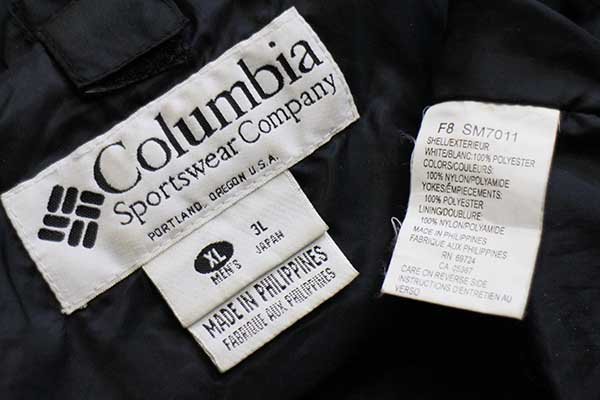 Columbia
Sportswear Company
PORTLAND, OREGON U.S.A.
XL 3L
MEN'S JAPAN
MADE IN PHILIPPINES
FABRIQUE AUX PHILIPPINES
F8 SM7011
SHELL/EXTERIEUR
WHITE/BLANC:100% POLYESTER
COLORS/COULEURS:
100% NYLON/POLYAMIDE
YOKES/EMPIECEMENTS:
100% POLYESTER
LINING/DOUBLURE:
100% NYLON/POLYAMIDE
MADE IN PHILIPPINES
FABRIQUE AUX PHILIPPINES
RN 69724
CA 05367
CARE ON REVERSE SIDE
INSTRUCTIONS D'ENTRETIEN AU
VERSO